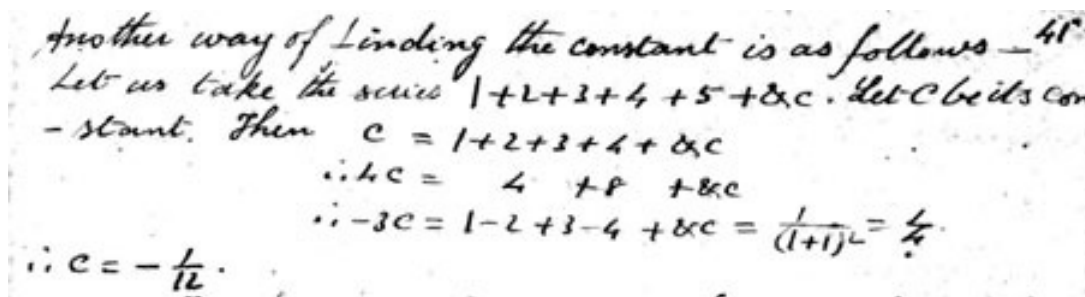 Another way of finding the constant is as follows — 41
Let us take the series 1+2+3+4+5+&c. Let C be its con
-stant. Then c = 1+2+3+4+&c
∴ 4c = 4 +8 +&c
∴ -3c = 1-2+3-4+&c = 1/(1+1)² = 1/4.
∴ c = -1/12.